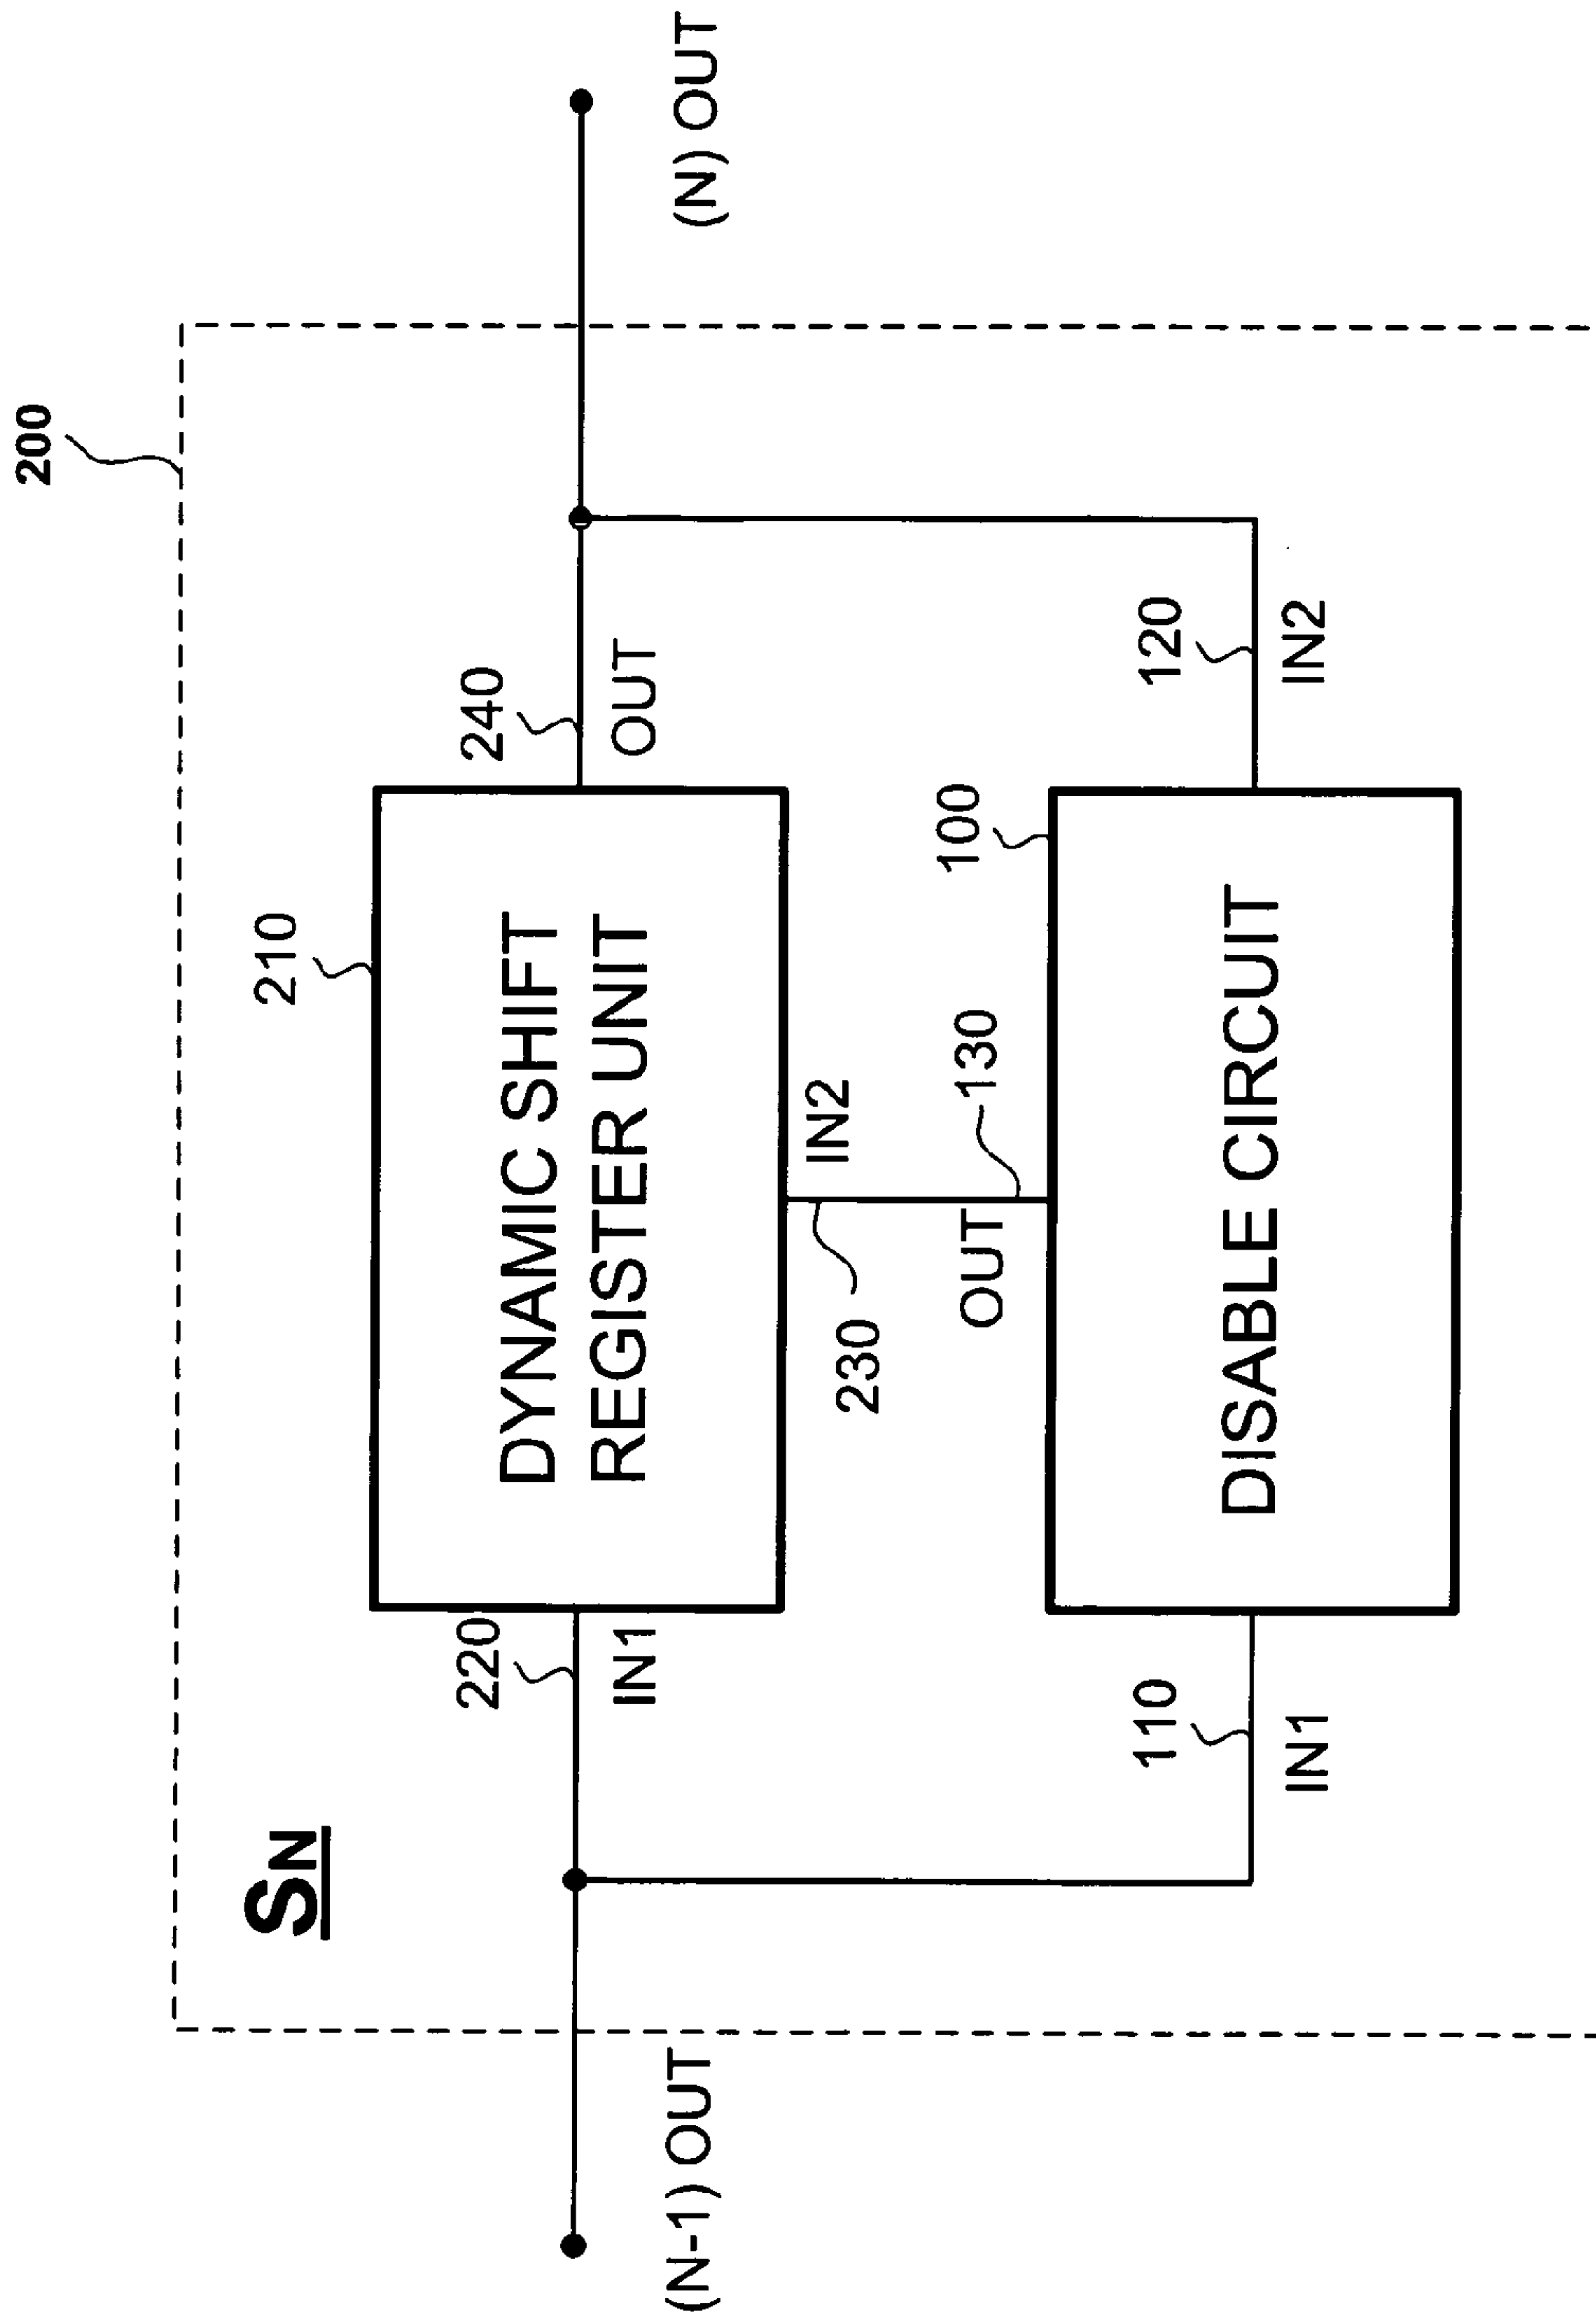 200
SN
210
220
IN1
DYNAMIC SHIFT
REGISTER UNIT
240
OUT
(N-1) OUT
(N) OUT
IN2
230
130
OUT
100
110
IN1
DISABLE CIRCUIT
120
IN2